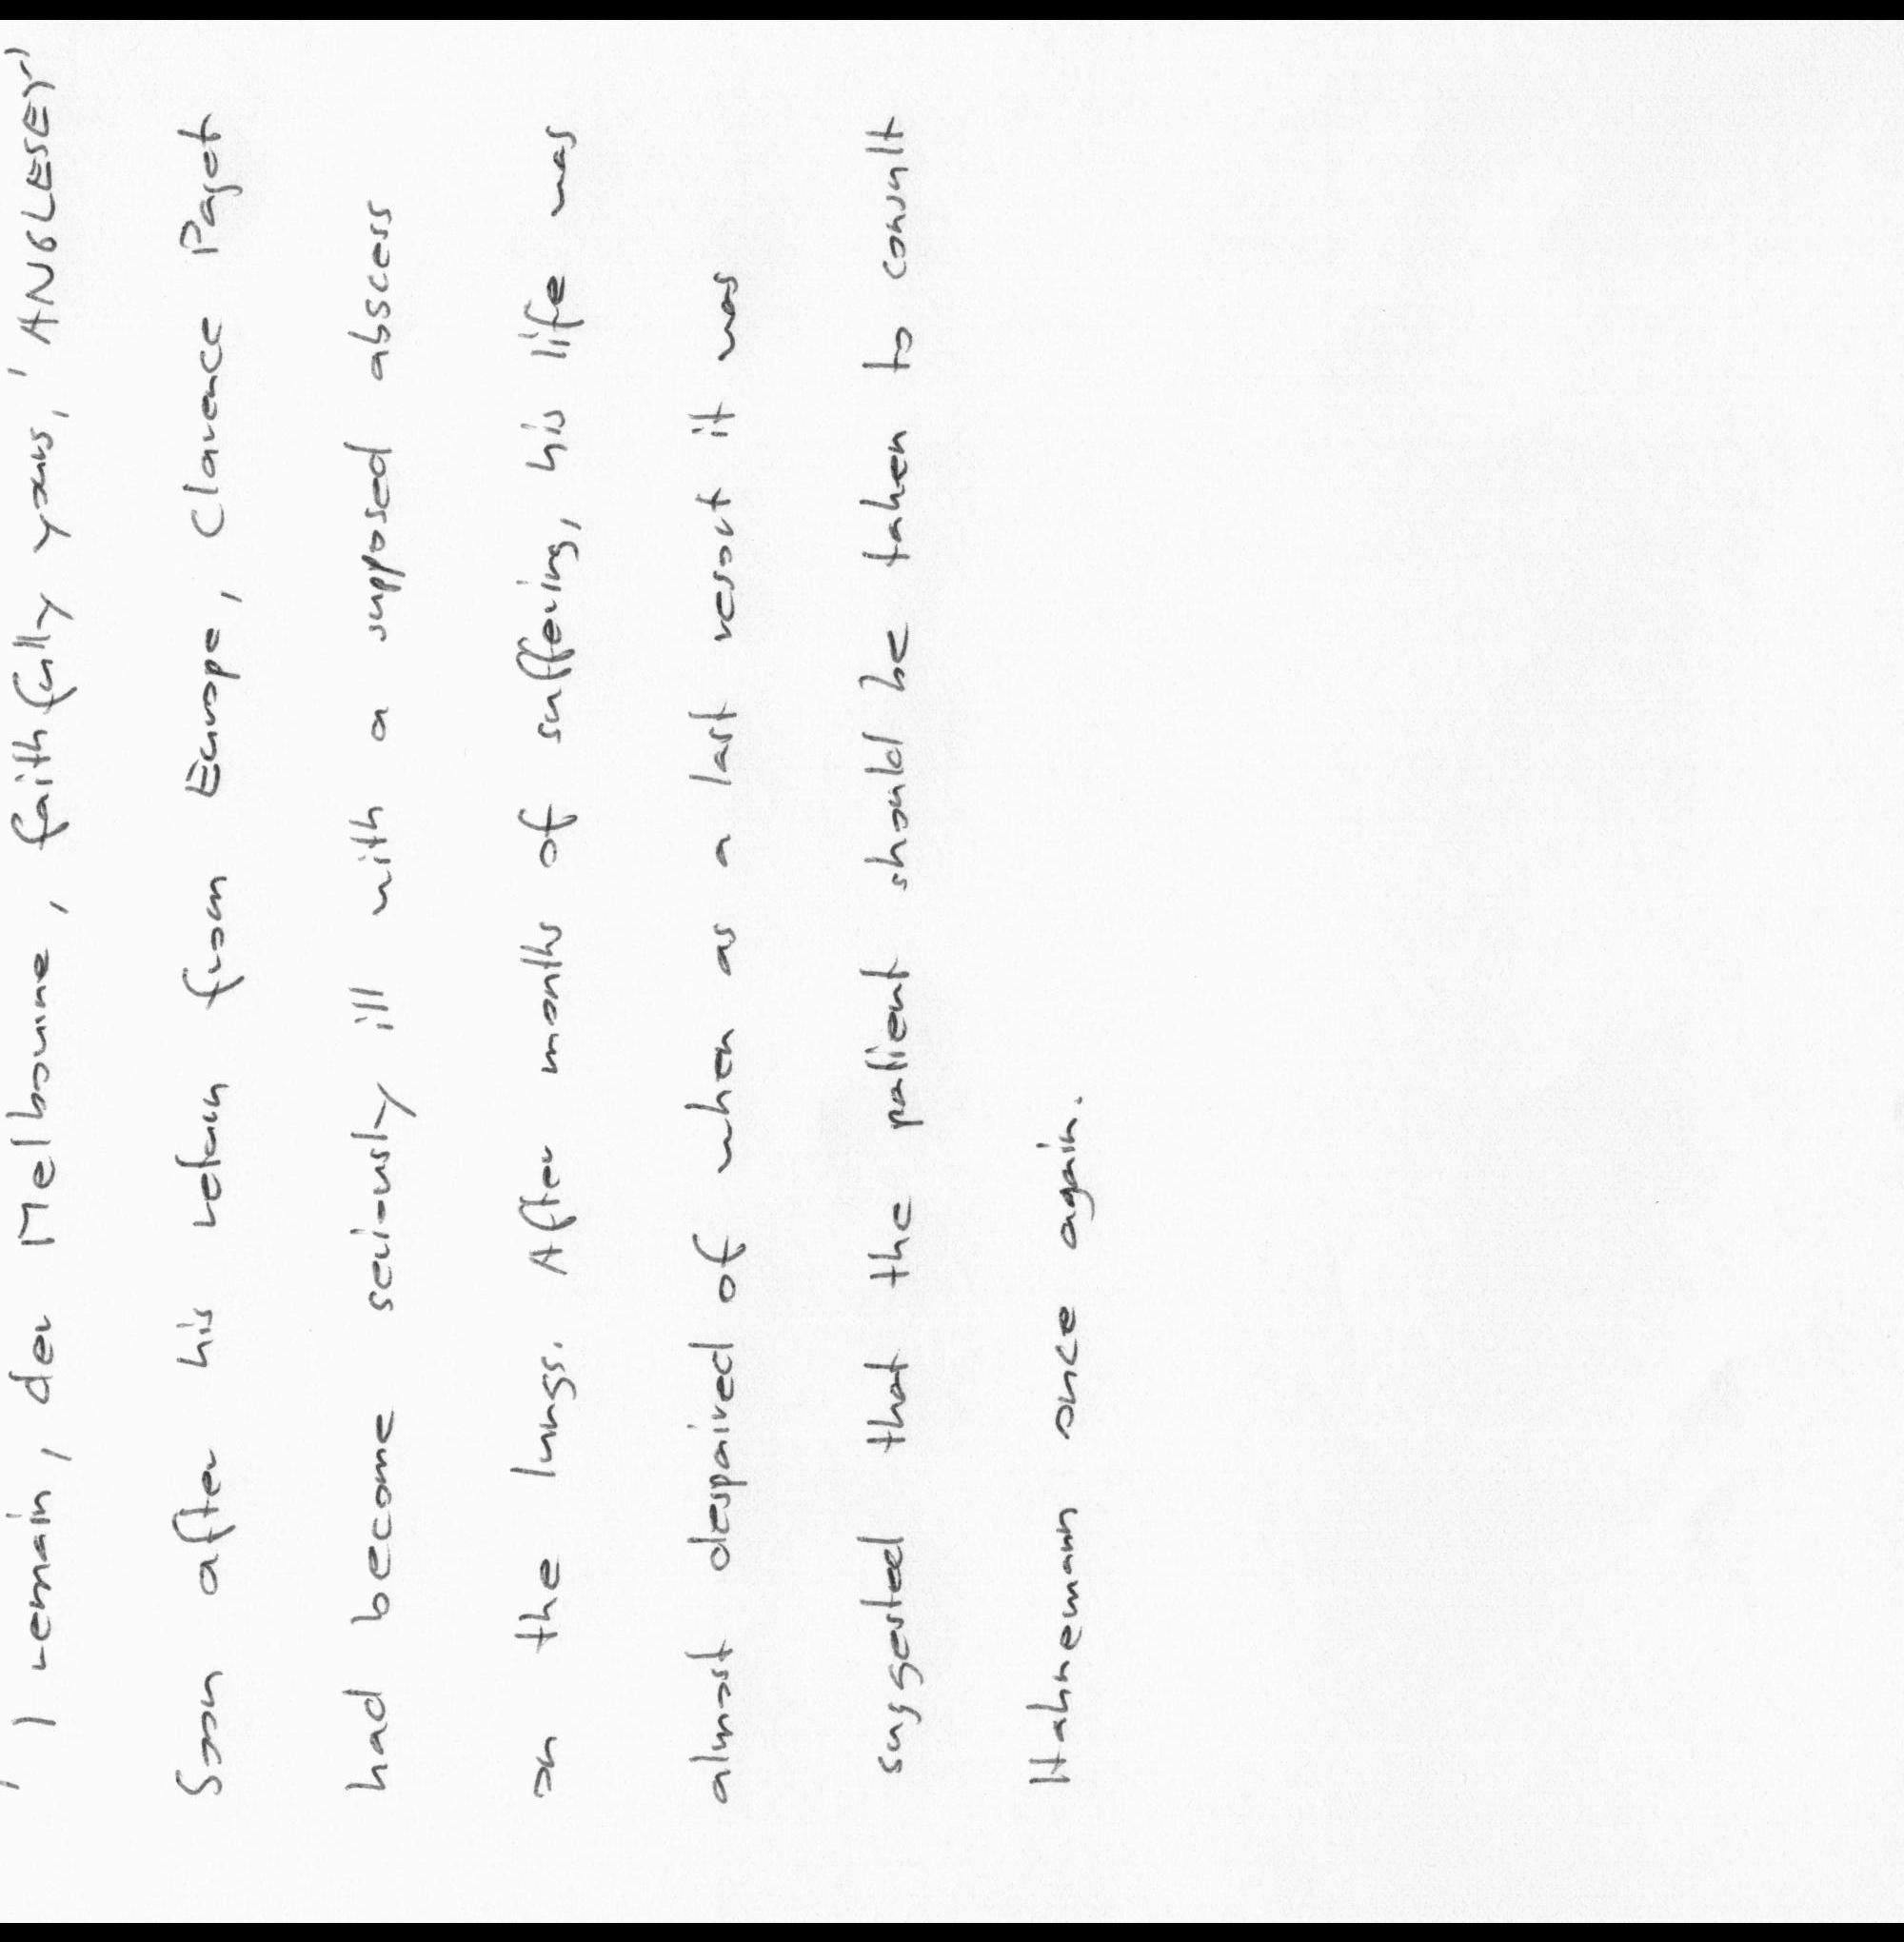 'I remain, der Melbourne, faithfully yours,' 'ANGLESEY'
Soon after his return from Europe, Clarence Paget
had become seriously ill with a supposed abscess
on the lungs. After months of suffering, his life was
almost despaired of when as a last resort it was
suggested that the patient should be taken to consult
Hahnemann once again.